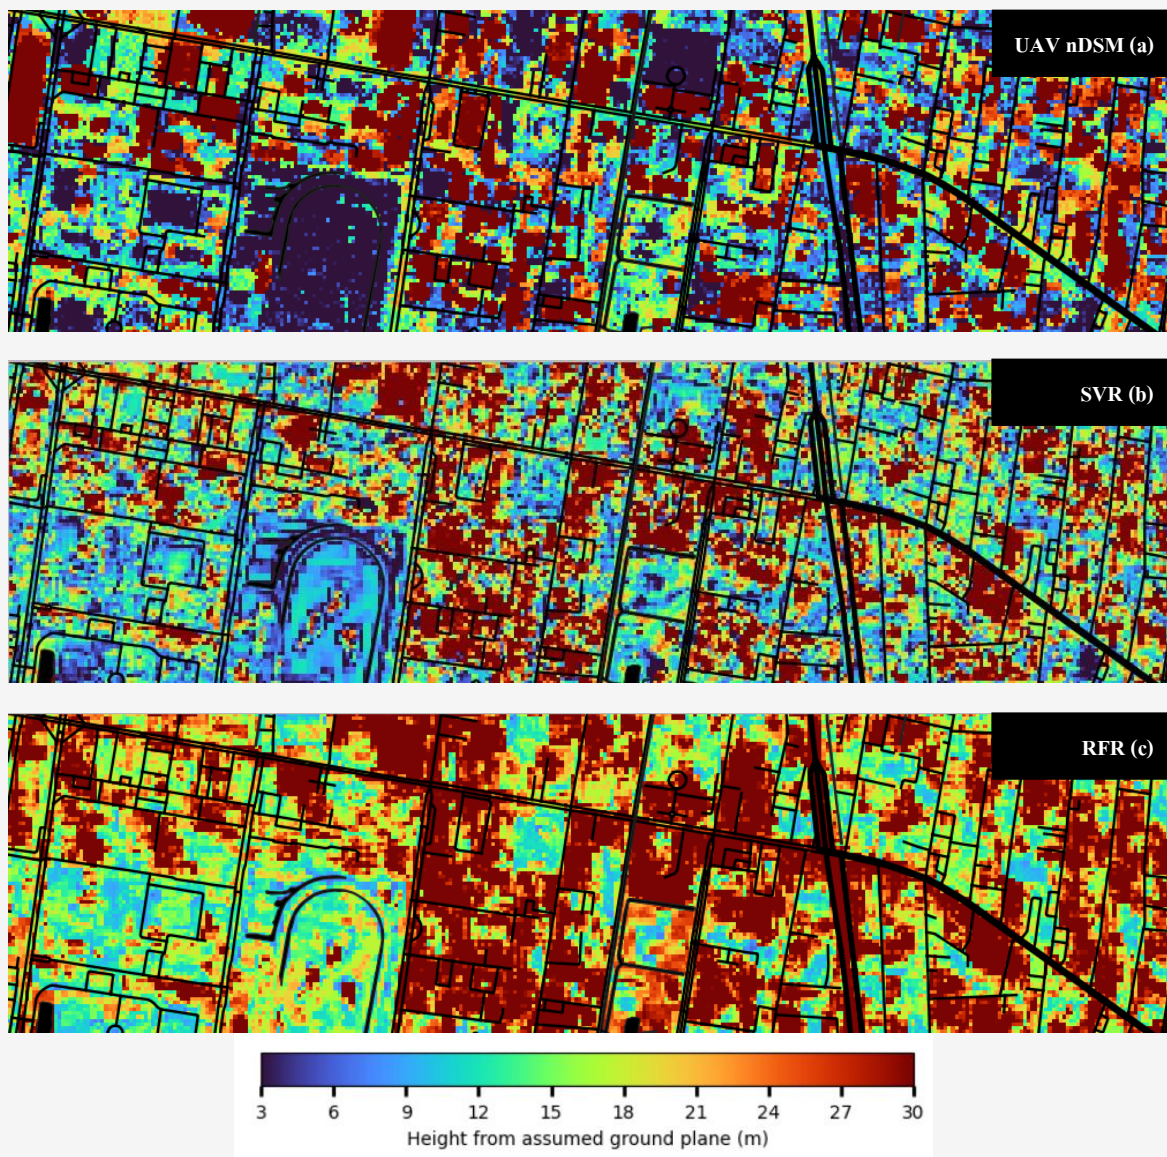 UAV nDSM (a)
SVR (b)
RFR (c)
3 6 9 12 15 18 21 24 27 30
Height from assumed ground plane (m)